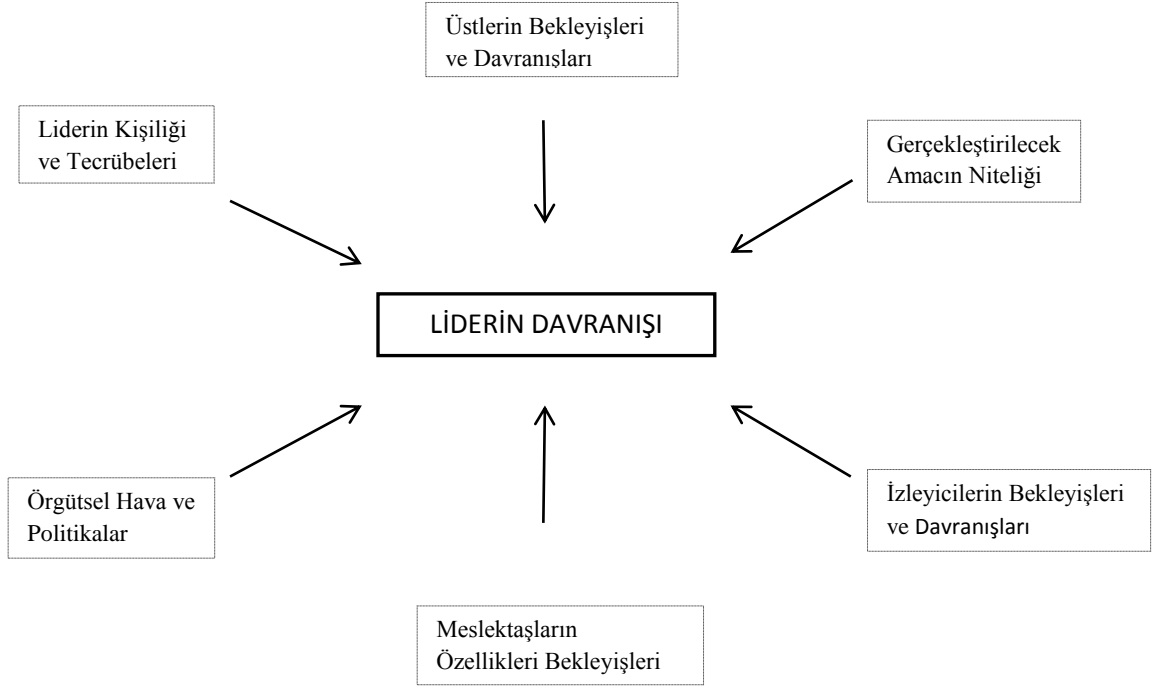 Üstlerin Bekleyişleri
ve Davranışları
Liderin Kişiliği
ve Tecrübeleri
Gerçekleştirilecek
Amacın Niteliği
LİDERİN DAVRANIŞI
Örgütsel Hava ve
Politikalar
İzleyicilerin Bekleyişleri
ve Davranışları
Meslektaşların
Özellikleri Bekleyişleri